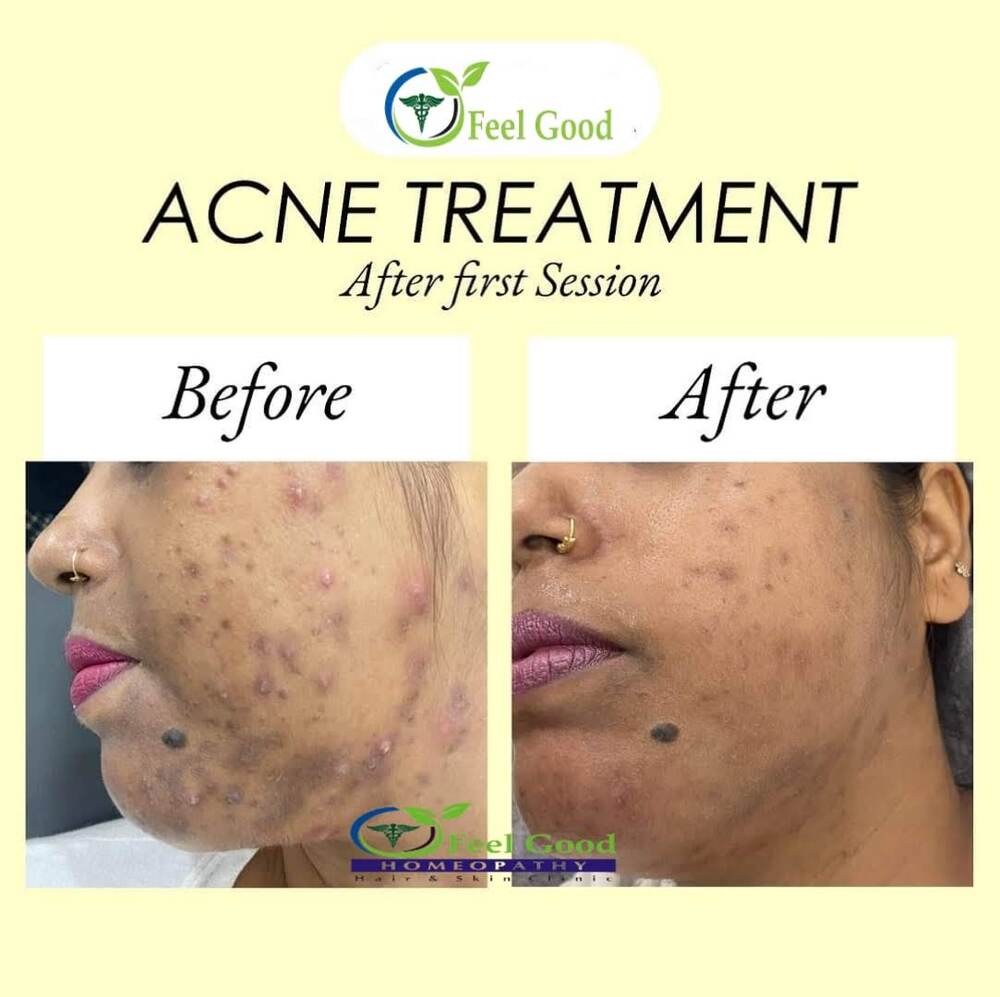 Feel Good
ACNE TREATMENT
After first Session
Before
After
Feel Good
HOMEOPATHY
Hair & Skin Clinic